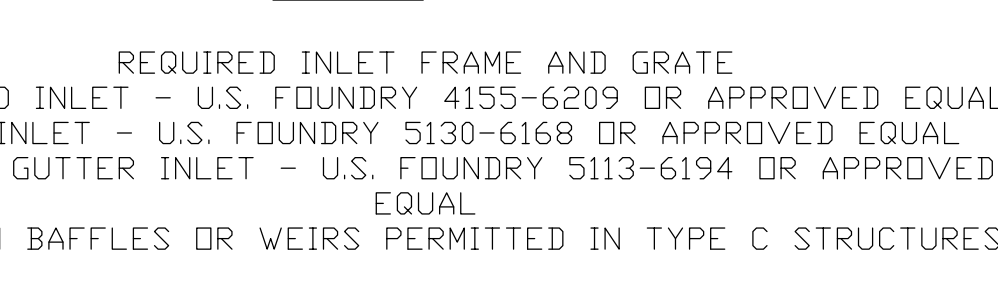 REQUIRED INLET FRAME AND GRATE
INLET - U.S. FOUNDRY 4155-6209 OR APPROVED EQUAL
INLET - U.S. FOUNDRY 5130-6168 OR APPROVED EQUAL
GUTTER INLET - U.S. FOUNDRY 5113-6194 OR APPROVED
EQUAL
BAFFLES OR WEIRS PERMITTED IN TYPE C STRUCTURES